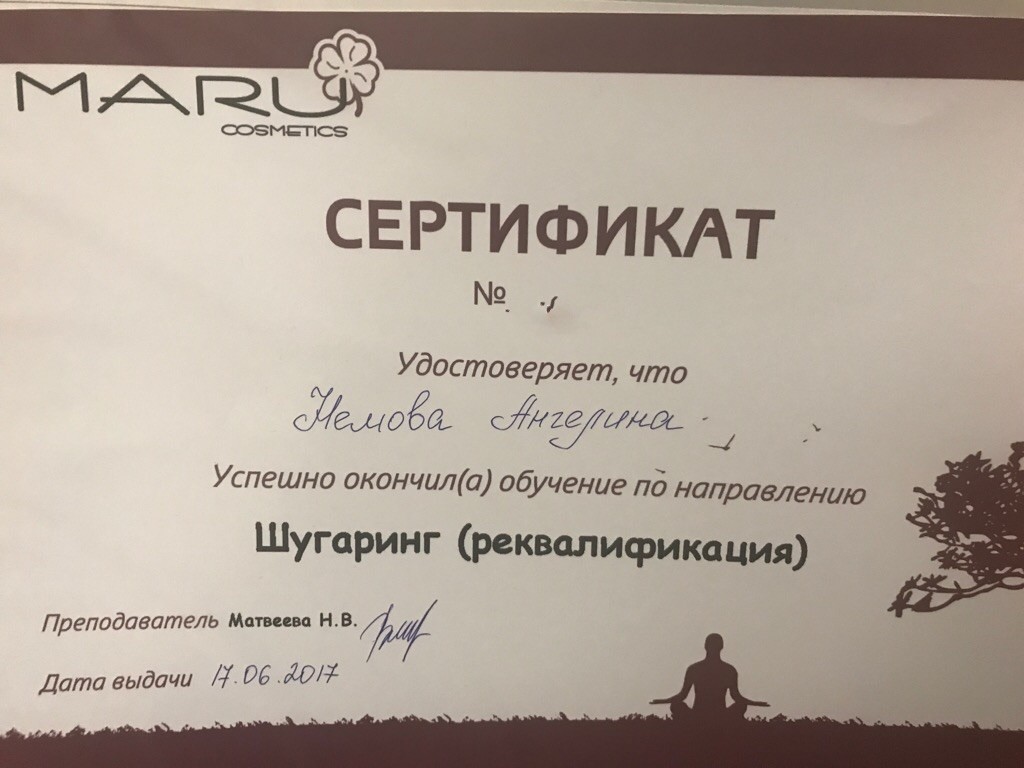 MARU
COSMETICS
СЕРТИФИКАТ
№
Удостоверяет, что
Немова Ангелина
Успешно окончил(а) обучение по направлению
Шугаринг (реквалификация)
Преподаватель Матвеева Н.В.
Дата выдачи 17.06.2017